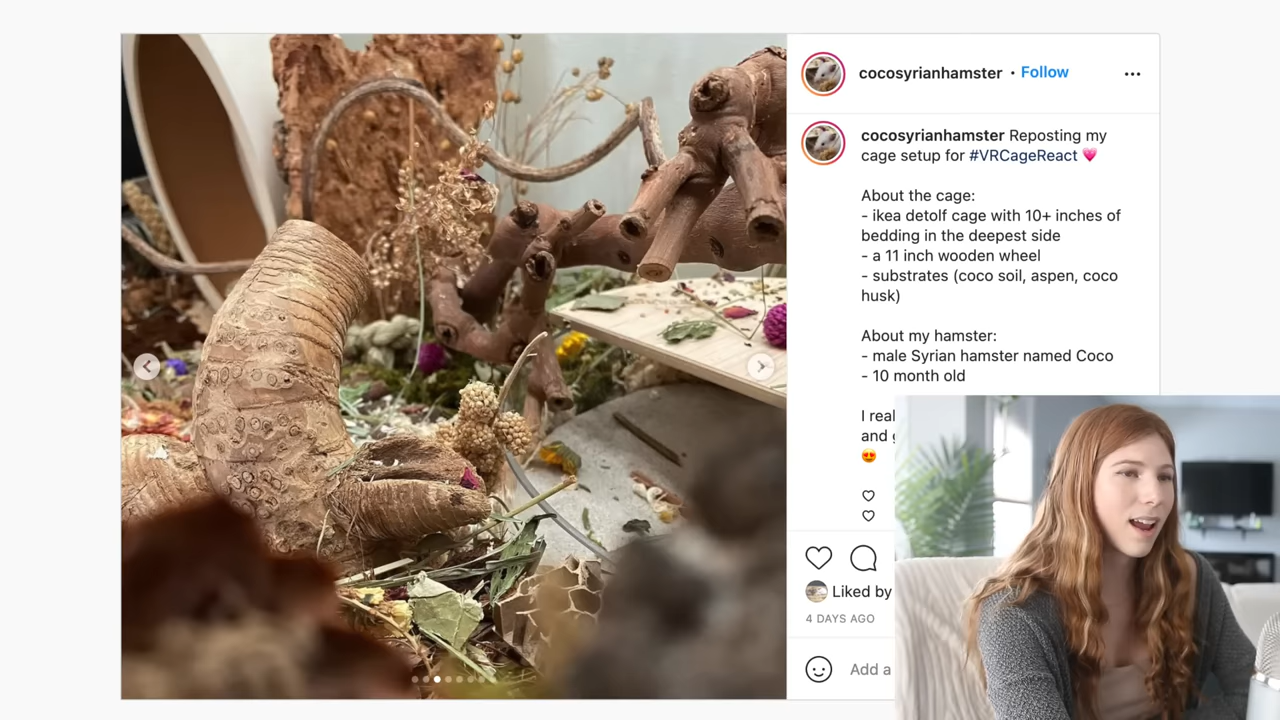 cocosyrianhamster • Follow
cocosyrianhamster Reposting my
cage setup for #VRCageReact 💗
About the cage:
- ikea detolf cage with 10+ inches of
bedding in the deepest side
- a 11 inch wooden wheel
- substrates (coco soil, aspen, coco
husk)
About my hamster:
- male Syrian hamster named Coco
- 10 month old
I real
and g
😍
Liked by
4 DAYS AGO
Add a